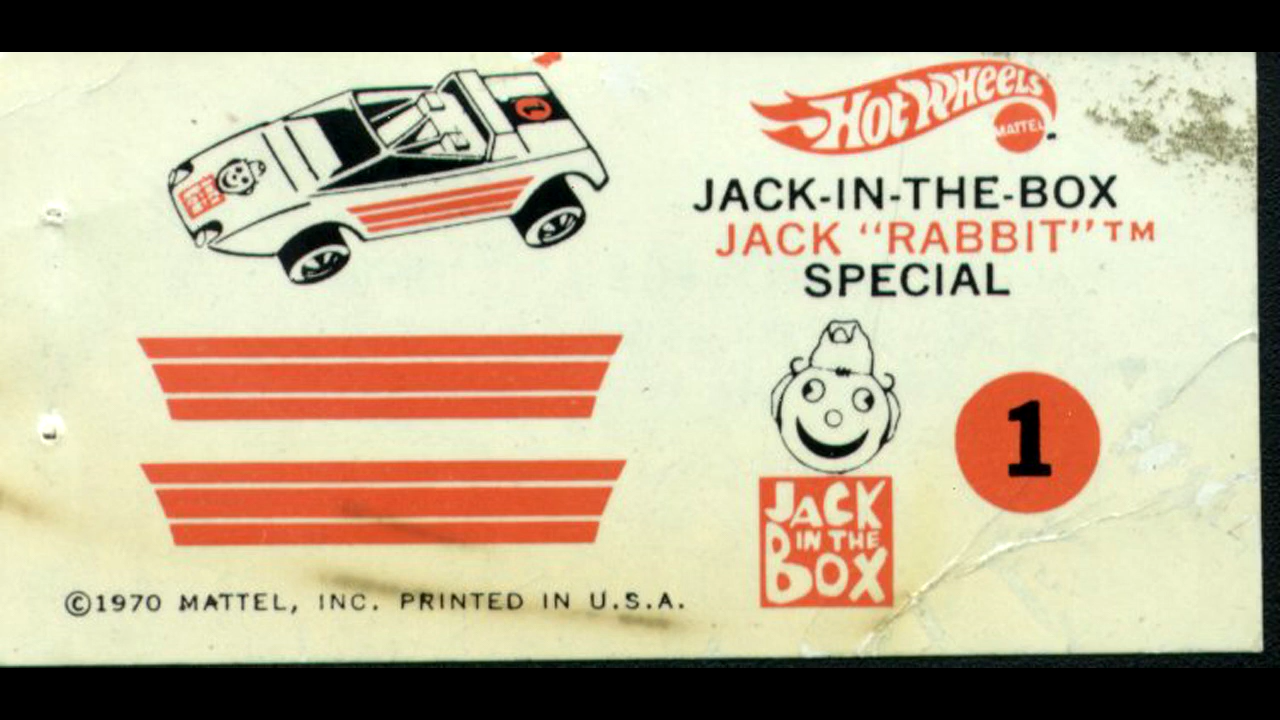 HOT WHEELS
MATTEL
JACK-IN-THE-BOX
JACK “RABBIT”™
SPECIAL
1
1
JACK
IN THE
BOX
©1970 MATTEL, INC. PRINTED IN U.S.A.